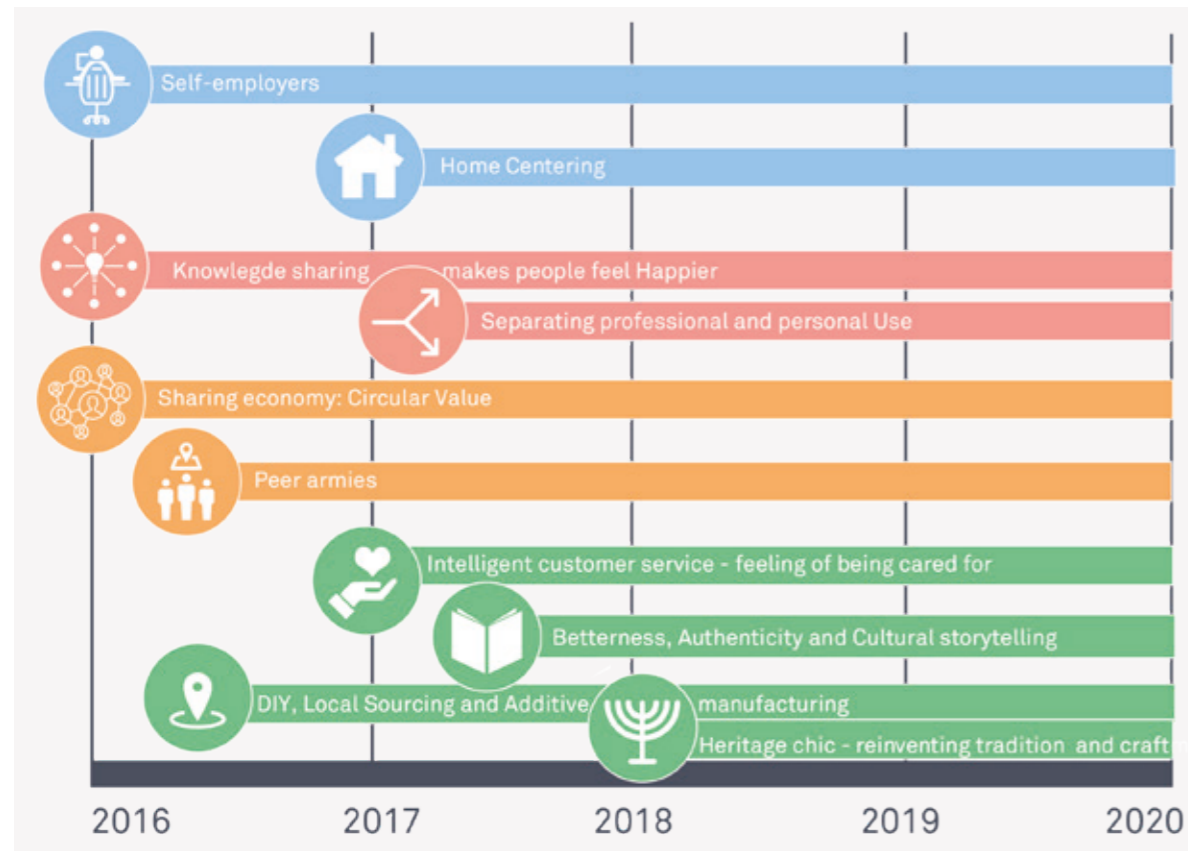 Self-employers
Home Centering
Knowlegde sharing makes people feel Happier
Separating professional and personal Use
Sharing economy: Circular Value
Peer armies
Intelligent customer service - feeling of being cared for
Betterness, Authenticity and Cultural storytelling
DIY, Local Sourcing and Additive manufacturing
Heritage chic - reinventing tradition and craft
2016 2017 2018 2019 2020